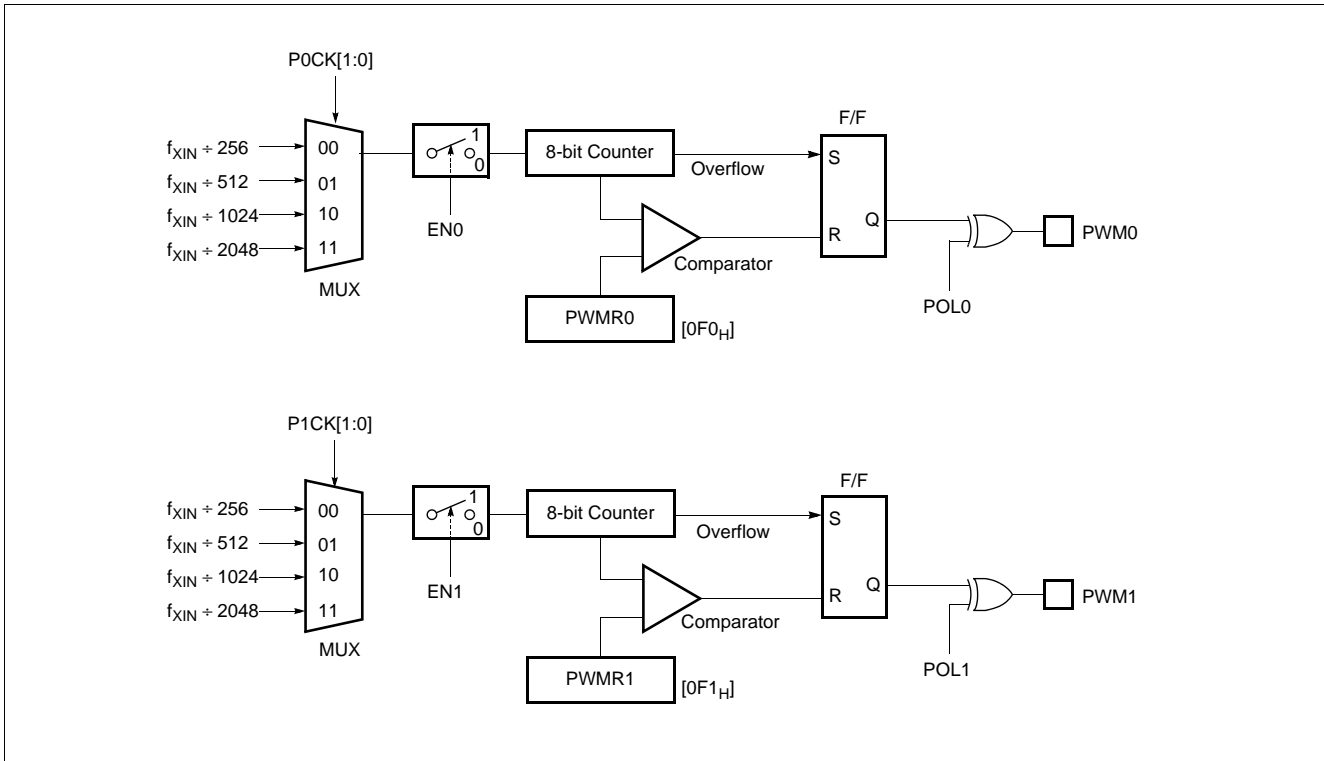 P0CK[1:0]
F/F
fXIN ÷ 256
00
1
0
8-bit Counter
Overflow
S
fXIN ÷ 512
01
fXIN ÷ 1024
10
EN0
Q
PWM0
fXIN ÷ 2048
11
R
Comparator
MUX
POL0
PWMR0
[0F0H]
P1CK[1:0]
F/F
fXIN ÷ 256
00
1
0
8-bit Counter
Overflow
S
fXIN ÷ 512
01
fXIN ÷ 1024
10
EN1
Q
PWM1
fXIN ÷ 2048
11
R
Comparator
MUX
POL1
PWMR1
[0F1H]